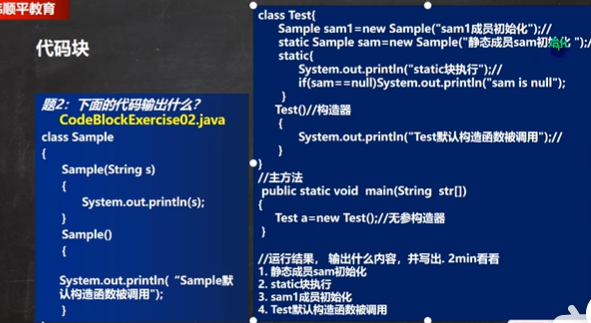 韩顺平教育
代码块
题2：下面的代码输出什么？
CodeBlockExercise02.java
class Sample
{
Sample(String s)
{
System.out.println(s);
}
Sample()
{
System.out.println(“Sample默
认构造函数被调用");
}
class Test{
Sample sam1=new Sample("sam1成员初始化");//
static Sample sam=new Sample("静态成员sam初始化 ");//
static{
System.out.println("static块执行");//
if(sam==null)System.out.println("sam is null");
}
Test()//构造器
{
System.out.println("Test默认构造函数被调用");//
}
}
//主方法
public static void main(String str[])
{
Test a=new Test();//无参构造器
}
//运行结果， 输出什么内容，并写出. 2min看看
1. 静态成员sam初始化
2. static块执行
3. sam1成员初始化
4. Test默认构造函数被调用